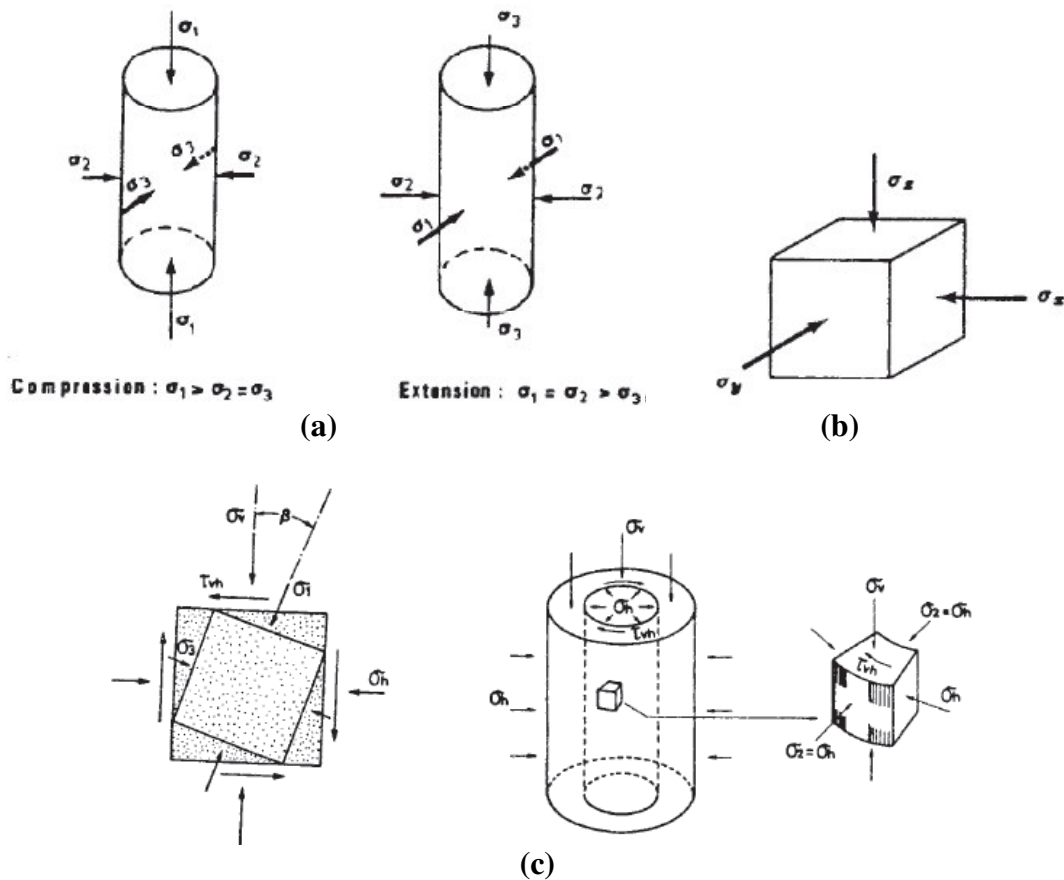 σ1
σ3
σ2
σ3
σ3
σ2
σ1
σ2
σ1
σ1
σ2
σ3
Compression : σ1 > σ2 = σ3
Extension : σ1 = σ2 > σ3
(a)
σz
σx
σy
(b)
σv
β
τvh
σ1
σ3
σh
σv
σh
τvh
σh
σv
σ2=σh
τvh
σh
σ2=σh
(c)